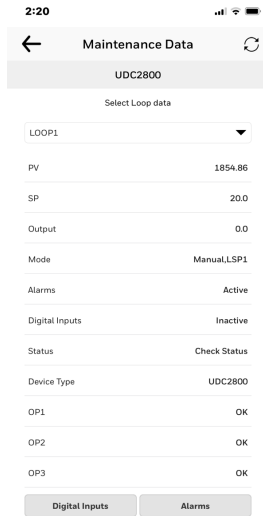 2:20
Maintenance Data
UDC2800
Select Loop data
LOOP1
PV 1854.86
SP 20.0
Output 0.0
Mode Manual,LSP1
Alarms Active
Digital Inputs Inactive
Status Check Status
Device Type UDC2800
OP1 OK
OP2 OK
OP3 OK
Digital Inputs Alarms